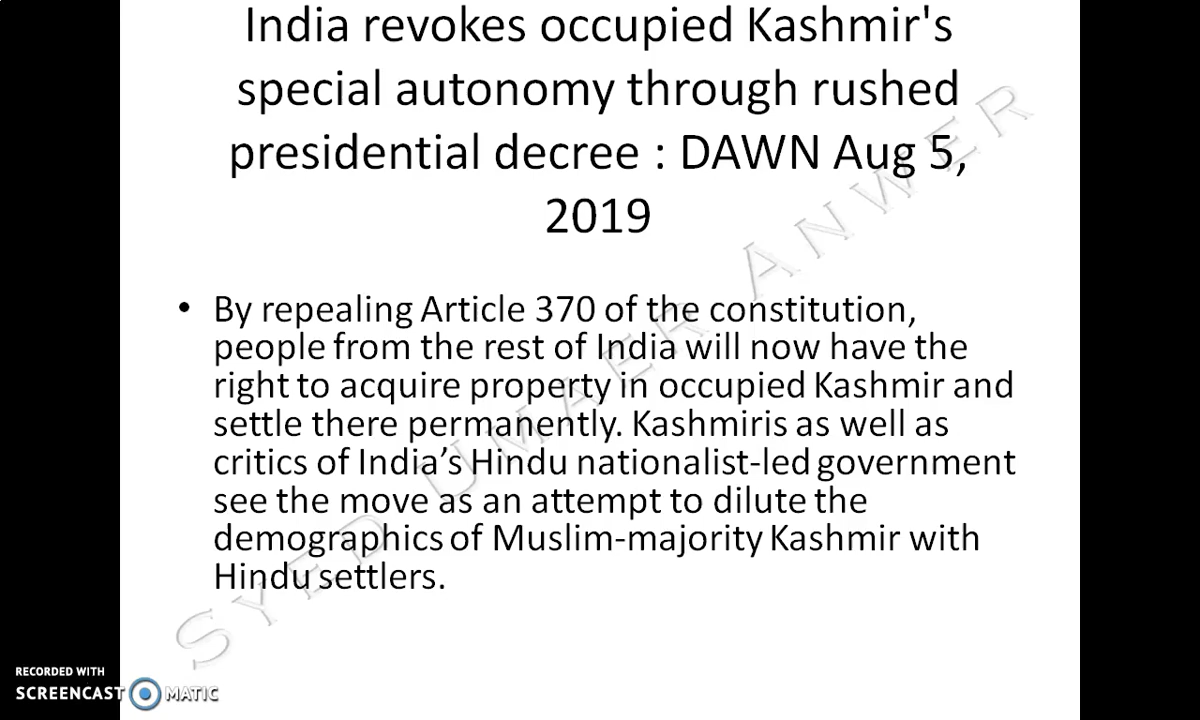 India revokes occupied Kashmir's
special autonomy through rushed
presidential decree : DAWN Aug 5,
2019
• By repealing Article 370 of the constitution,
people from the rest of India will now have the
right to acquire property in occupied Kashmir and
settle there permanently. Kashmiris as well as
critics of India’s Hindu nationalist-led government
see the move as an attempt to dilute the
demographics of Muslim-majority Kashmir with
Hindu settlers.
SYED UMAER ANWER
RECORDED WITH
SCREENCAST MATIC